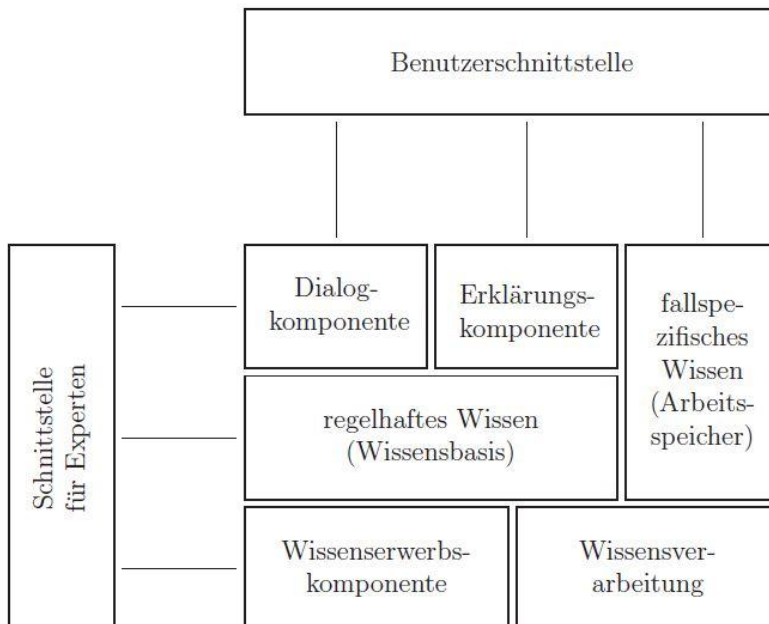 Benutzerschnittstelle
Dialog-
komponente
Erklärungs-
komponente
fallspe-
zifisches
Wissen
(Arbeits-
speicher)
Schnittstelle
für Experten
regelhaftes Wissen
(Wissensbasis)
Wissenserwerbs-
komponente
Wissensver-
arbeitung